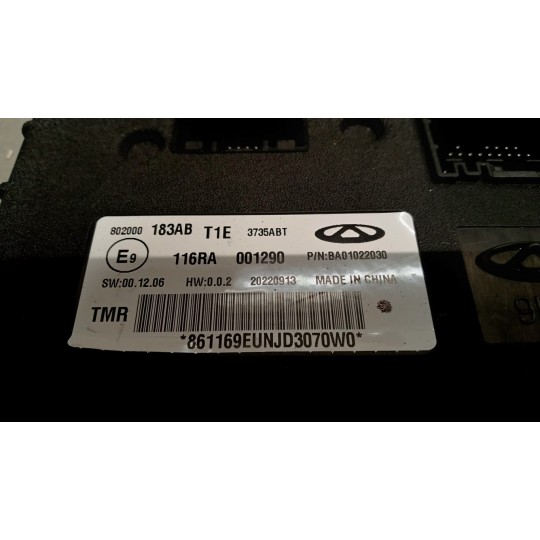 802000 183AB T1E 3735ABT
E9 116RA 001290 P/N:BA01022030
SW:00.12.06 HW:0.0.2 20220913 MADE IN CHINA
TMR
*861169EUNJD3070W0*